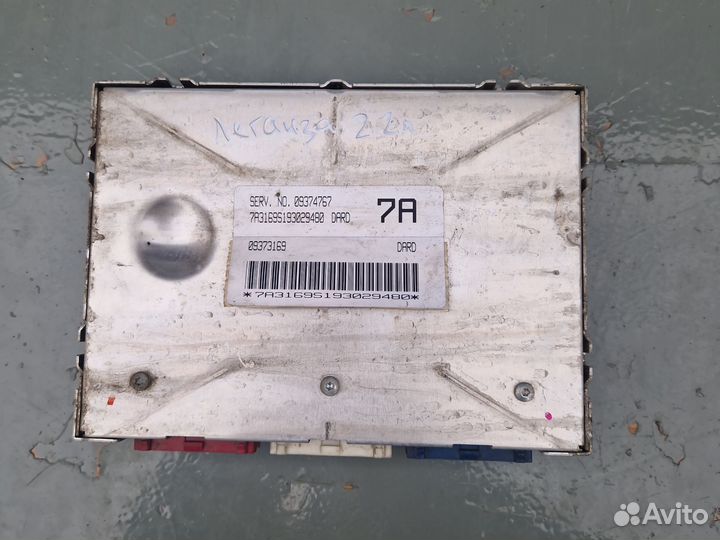 Леганза 2.2л
SERV. NO. 09374767
7A3169S193029480 DARD 7A
09373169 DARD
*7A3169S193029480*
Avito